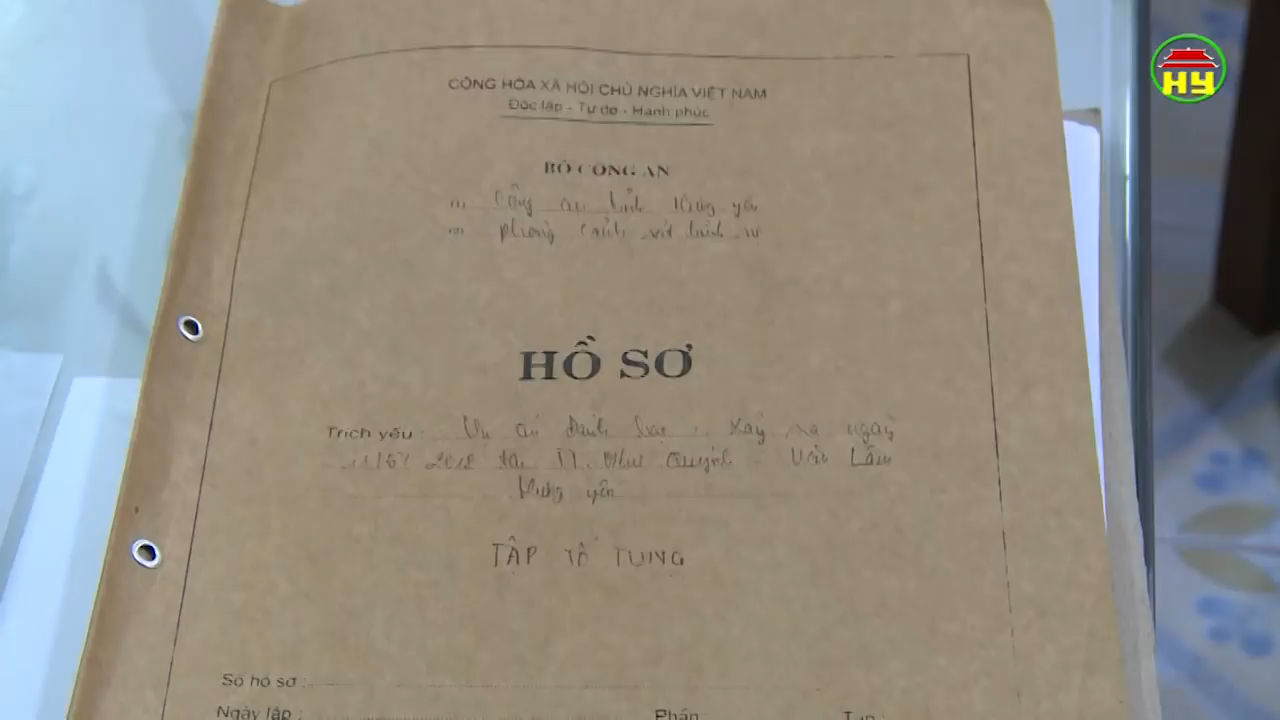 HY
CỘNG HÒA XÃ HỘI CHỦ NGHĨA VIỆT NAM
Độc lập - Tự do - Hạnh phúc
BỘ CÔNG AN
Công an tỉnh Hưng yên
phòng Cảnh sát hình sự
HỒ SƠ
Trích yếu : Vụ án Đánh bạc Xảy ra ngày
2018 tại TT. Như Quỳnh - Văn Lâm
Hưng yên
TẬP TỐ TỤNG
Số hồ sơ :
Ngày lập : Phần :